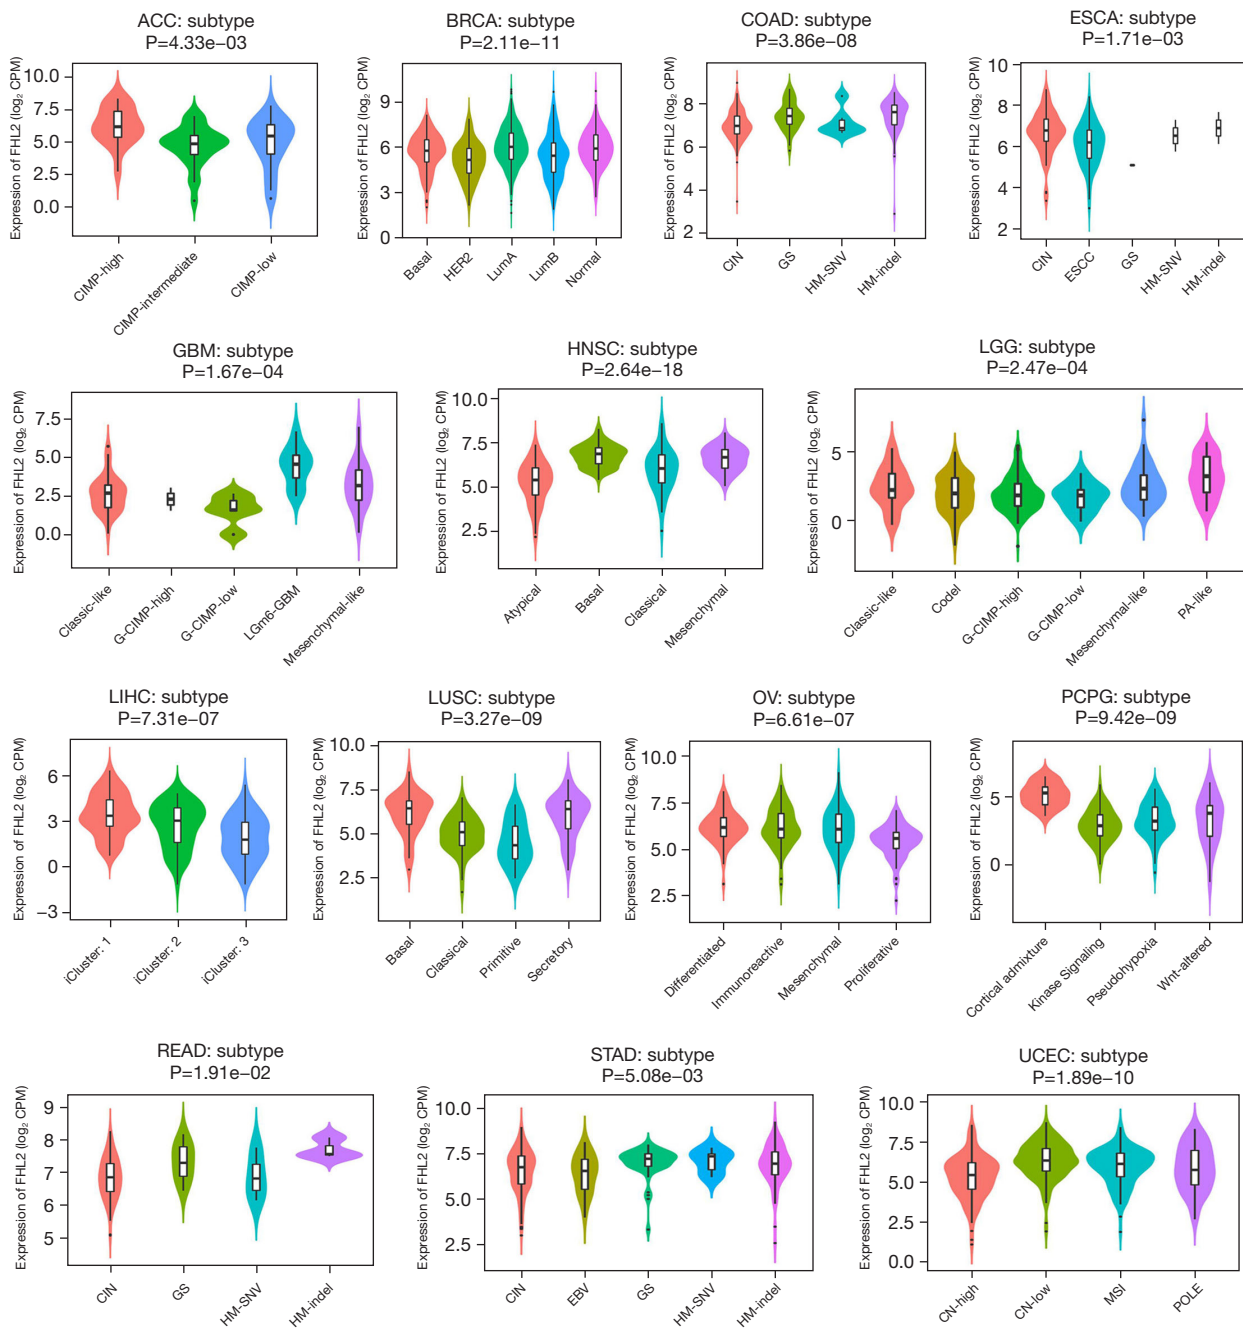 ACC: subtype
P=4.33e−03
Expression of FHL2 (log₂ CPM)
10.0
7.5
5.0
2.5
0.0
CIMP-high
CIMP-intermediate
CIMP-low
BRCA: subtype
P=2.11e−11
Expression of FHL2 (log₂ CPM)
9
6
3
0
Basal
HER2
LumA
LumB
Normal
COAD: subtype
P=3.86e−08
Expression of FHL2 (log₂ CPM)
8
6
4
2
CIN
GS
HM-SNV
HM-indel
ESCA: subtype
P=1.71e−03
Expression of FHL2 (log₂ CPM)
10
8
6
4
2
CIN
ESCC
GS
HM-SNV
HM-indel
GBM: subtype
P=1.67e−04
Expression of FHL2 (log₂ CPM)
7.5
5.0
2.5
0.0
Classic-like
G-CIMP-high
G-CIMP-low
LGm6-GBM
Mesenchymal-like
HNSC: subtype
P=2.64e−18
Expression of FHL2 (log₂ CPM)
10.0
7.5
5.0
2.5
Atypical
Basal
Classical
Mesenchymal
LGG: subtype
P=2.47e−04
Expression of FHL2 (log₂ CPM)
5
0
Classic-like
Codel
G-CIMP-high
G-CIMP-low
Mesenchymal-like
PA-like
LIHC: subtype
P=7.31e−07
Expression of FHL2 (log₂ CPM)
6
3
0
−3
iCluster: 1
iCluster: 2
iCluster: 3
LUSC: subtype
P=3.27e−09
Expression of FHL2 (log₂ CPM)
10.0
7.5
5.0
2.5
Basal
Classical
Primitive
Secretory
OV: subtype
P=6.61e−07
Expression of FHL2 (log₂ CPM)
10.0
7.5
5.0
2.5
Differentiated
Immunoreactive
Mesenchymal
Proliferative
PCPG: subtype
P=9.42e−09
Expression of FHL2 (log₂ CPM)
5
0
Cortical admixture
Kinase Signaling
Pseudohypoxia
Wnt-altered
READ: subtype
P=1.91e−02
Expression of FHL2 (log₂ CPM)
9
8
7
6
5
CIN
GS
HM-SNV
HM-indel
STAD: subtype
P=5.08e−03
Expression of FHL2 (log₂ CPM)
10.0
7.5
5.0
2.5
CIN
EBV
GS
HM-SNV
HM-indel
UCEC: subtype
P=1.89e−10
Expression of FHL2 (log₂ CPM)
10.0
7.5
5.0
2.5
0.0
CN-high
CN-low
MSI
POLE